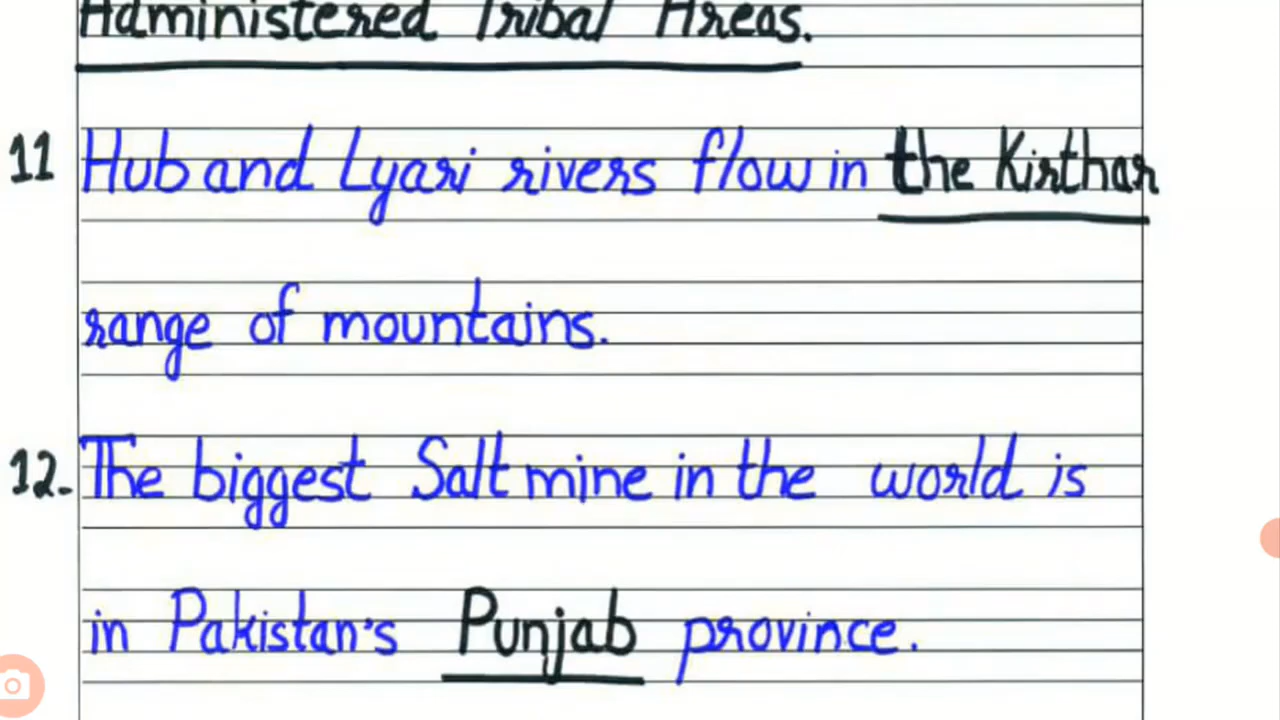 Administered Tribal Areas.
11 Hub and Lyari rivers flow in the Kirthar
range of mountains.
12. The biggest Salt mine in the world is
in Pakistan's Punjab province.